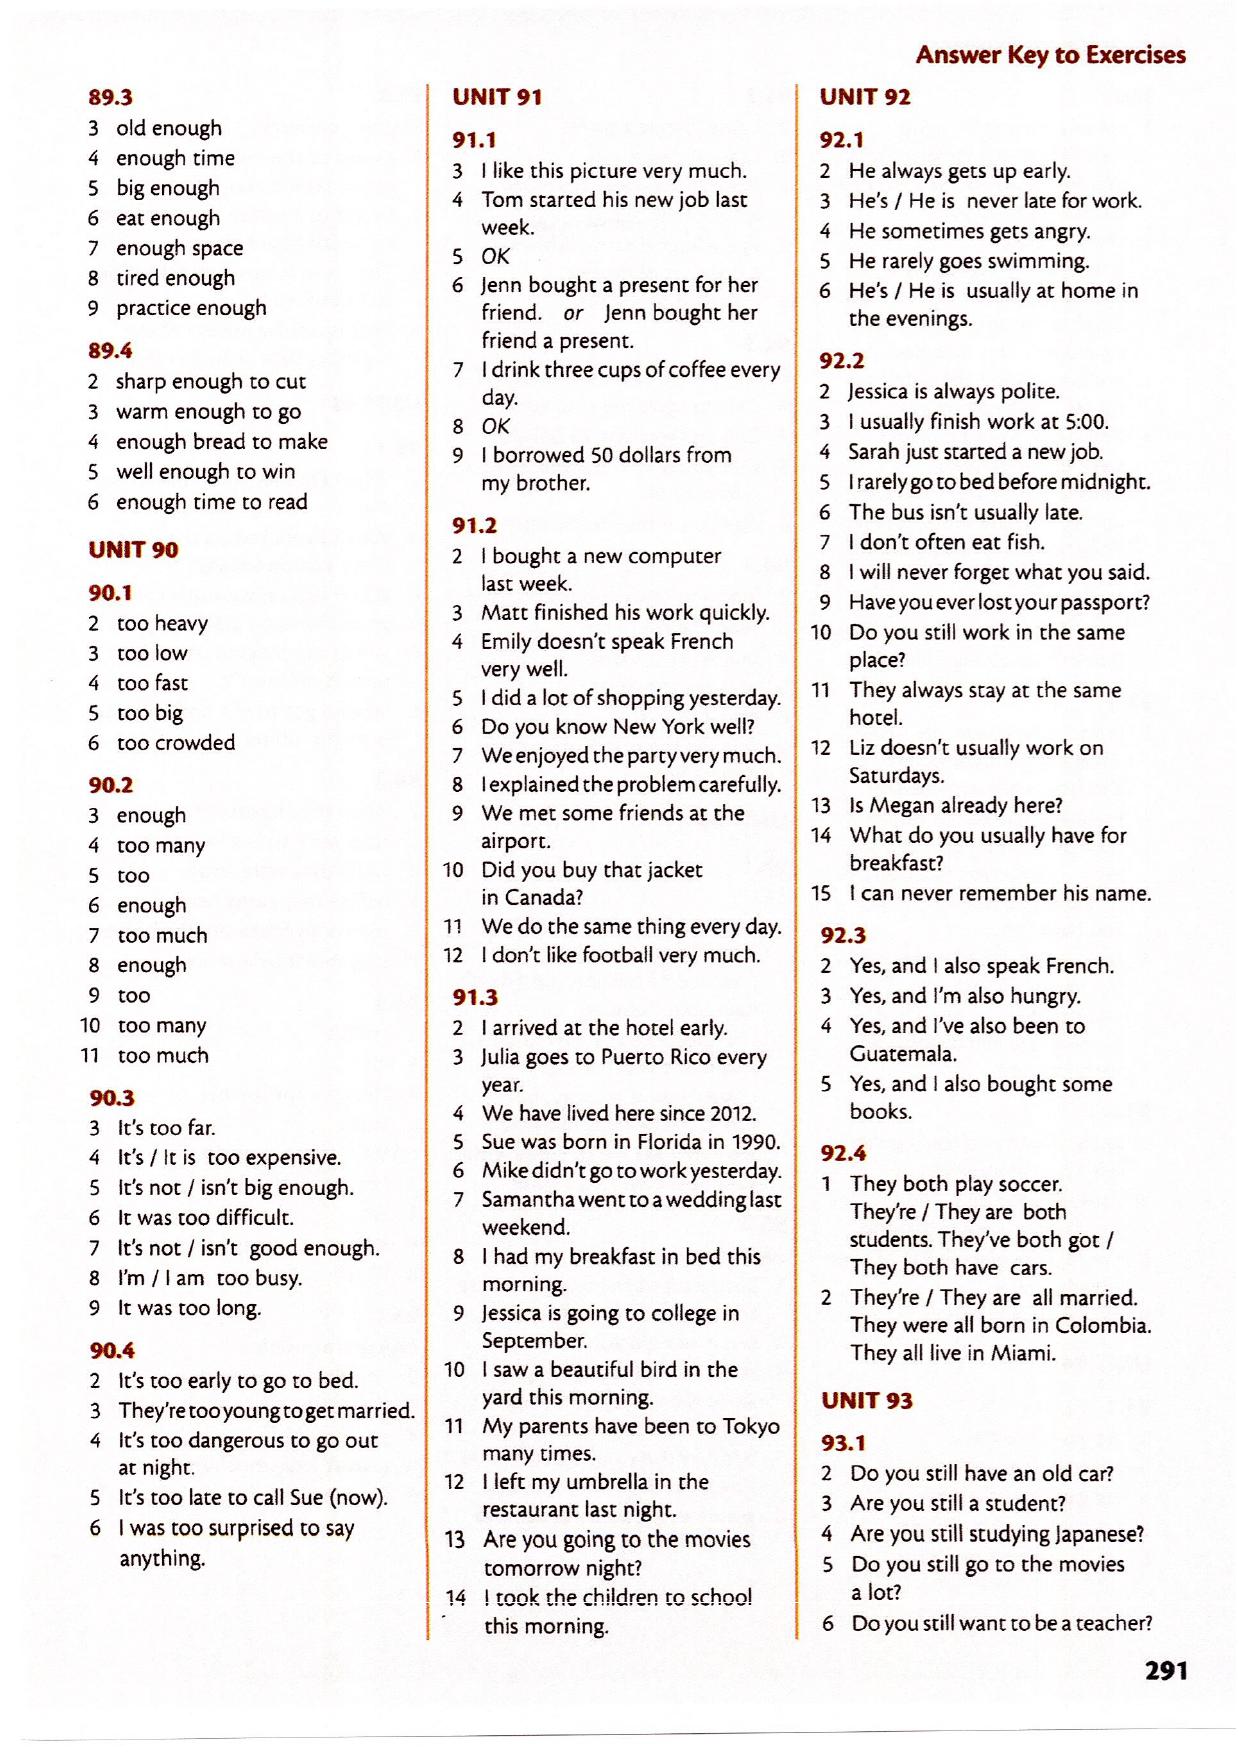 Answer Key to Exercises
89.3
3 old enough
4 enough time
5 big enough
6 eat enough
7 enough space
8 tired enough
9 practice enough
89.4
2 sharp enough to cut
3 warm enough to go
4 enough bread to make
5 well enough to win
6 enough time to read
UNIT 90
90.1
2 too heavy
3 too low
4 too fast
5 too big
6 too crowded
90.2
3 enough
4 too many
5 too
6 enough
7 too much
8 enough
9 too
10 too many
11 too much
90.3
3 It's too far.
4 It's / It is too expensive.
5 It's not / isn't big enough.
6 It was too difficult.
7 It's not / isn't good enough.
8 I'm / I am too busy.
9 It was too long.
90.4
2 It's too early to go to bed.
3 They're too young to get married.
4 It's too dangerous to go out
at night.
5 It's too late to call Sue (now).
6 I was too surprised to say
anything.
UNIT 91
91.1
3 I like this picture very much.
4 Tom started his new job last
week.
5 OK
6 Jenn bought a present for her
friend. or Jenn bought her
friend a present.
7 I drink three cups of coffee every
day.
8 OK
9 I borrowed 50 dollars from
my brother.
91.2
2 I bought a new computer
last week.
3 Matt finished his work quickly.
4 Emily doesn't speak French
very well.
5 I did a lot of shopping yesterday.
6 Do you know New York well?
7 We enjoyed the party very much.
8 I explained the problem carefully.
9 We met some friends at the
airport.
10 Did you buy that jacket
in Canada?
11 We do the same thing every day.
12 I don't like football very much.
91.3
2 I arrived at the hotel early.
3 Julia goes to Puerto Rico every
year.
4 We have lived here since 2012.
5 Sue was born in Florida in 1990.
6 Mike didn't go to work yesterday.
7 Samantha went to a wedding last
weekend.
8 I had my breakfast in bed this
morning.
9 Jessica is going to college in
September.
10 I saw a beautiful bird in the
yard this morning.
11 My parents have been to Tokyo
many times.
12 I left my umbrella in the
restaurant last night.
13 Are you going to the movies
tomorrow night?
14 I took the children to school
this morning.
UNIT 92
92.1
2 He always gets up early.
3 He's / He is never late for work.
4 He sometimes gets angry.
5 He rarely goes swimming.
6 He's / He is usually at home in
the evenings.
92.2
2 Jessica is always polite.
3 I usually finish work at 5:00.
4 Sarah just started a new job.
5 I rarely go to bed before midnight.
6 The bus isn't usually late.
7 I don't often eat fish.
8 I will never forget what you said.
9 Have you ever lost your passport?
10 Do you still work in the same
place?
11 They always stay at the same
hotel.
12 Liz doesn't usually work on
Saturdays.
13 Is Megan already here?
14 What do you usually have for
breakfast?
15 I can never remember his name.
92.3
2 Yes, and I also speak French.
3 Yes, and I'm also hungry.
4 Yes, and I've also been to
Guatemala.
5 Yes, and I also bought some
books.
92.4
1 They both play soccer.
They're / They are both
students. They've both got /
They both have cars.
2 They're / They are all married.
They were all born in Colombia.
They all live in Miami.
UNIT 93
93.1
2 Do you still have an old car?
3 Are you still a student?
4 Are you still studying Japanese?
5 Do you still go to the movies
a lot?
6 Do you still want to be a teacher?
291